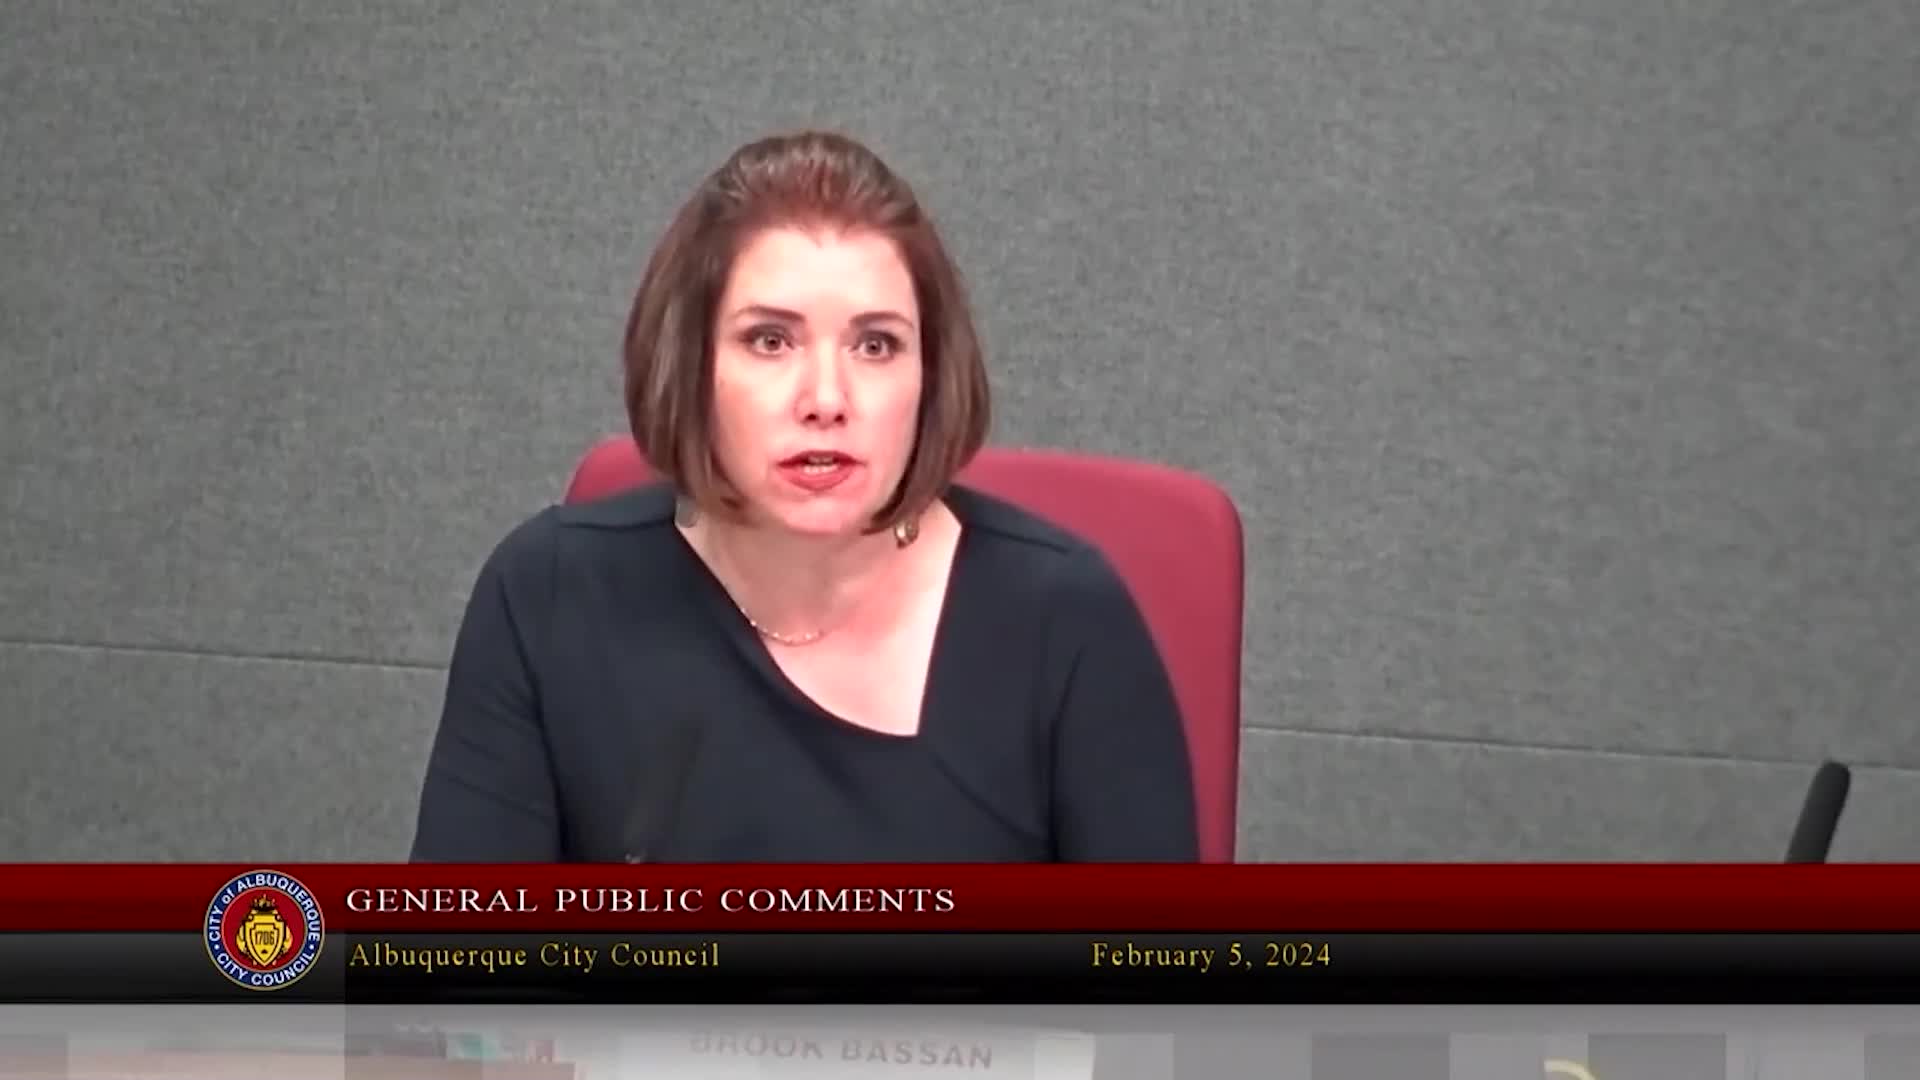 GENERAL PUBLIC COMMENTS
Albuquerque City Council
February 5, 2024
CITY of ALBUQUERQUE
1706
CITY COUNCIL
BROOK BASSAN